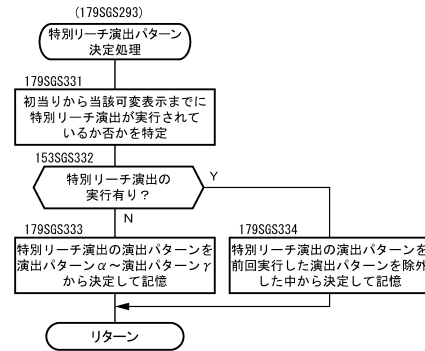 (179SGS293)
特別リーチ演出パターン
決定処理
179SGS331
初当りから当該可変表示までに
特別リーチ演出が実行されて
いるか否かを特定
153SGS332
特別リーチ演出の
実行有り？
Y
N
179SGS333
特別リーチ演出の演出パターンを
演出パターンα～演出パターンγ
から決定して記憶
179SGS334
特別リーチ演出の演出パターンを
前回実行した演出パターンを除外
した中から決定して記憶
リターン